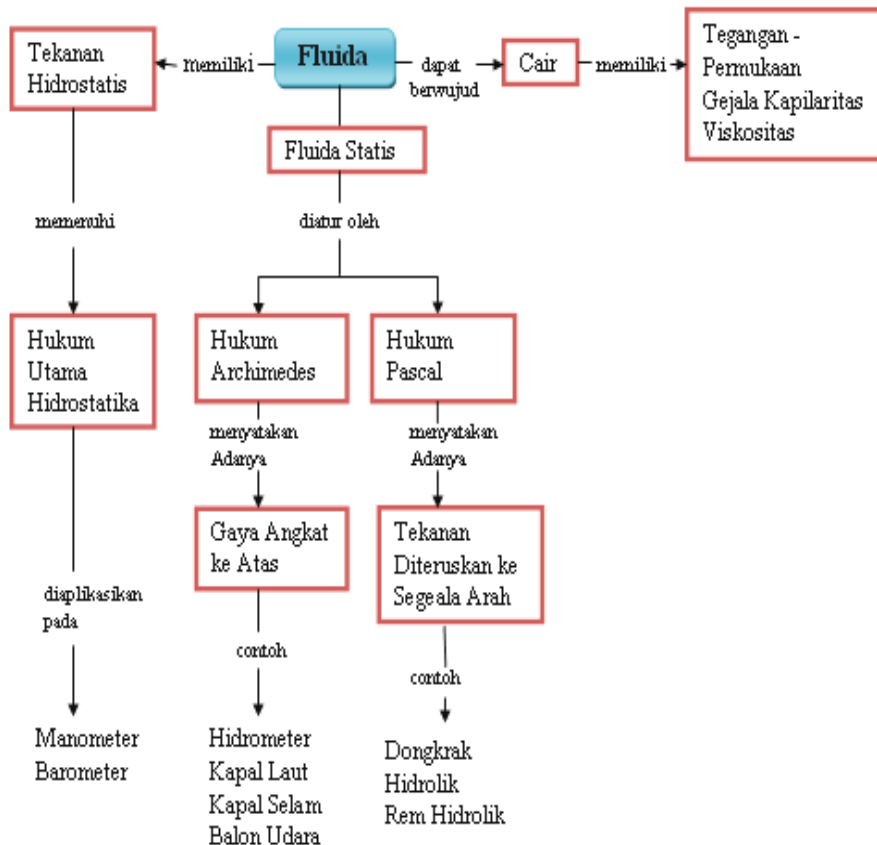 Tekanan
Hidrostatis
memiliki
Fluida
dapat
berwujud
Cair
memiliki
Tegangan -
Permukaan
Gejala Kapilaritas
Viskositas
Fluida Statis
memenuhi
diatur oleh
Hukum
Utama
Hidrostatika
Hukum
Archimedes
Hukum
Pascal
menyatakan
Adanya
menyatakan
Adanya
Gaya Angkat
ke Atas
Tekanan
Diteruskan ke
Segeala Arah
diaplikasikan
pada
contoh
contoh
Manometer
Barometer
Hidrometer
Kapal Laut
Kapal Selam
Balon Udara
Dongkrak
Hidrolik
Rem Hidrolik